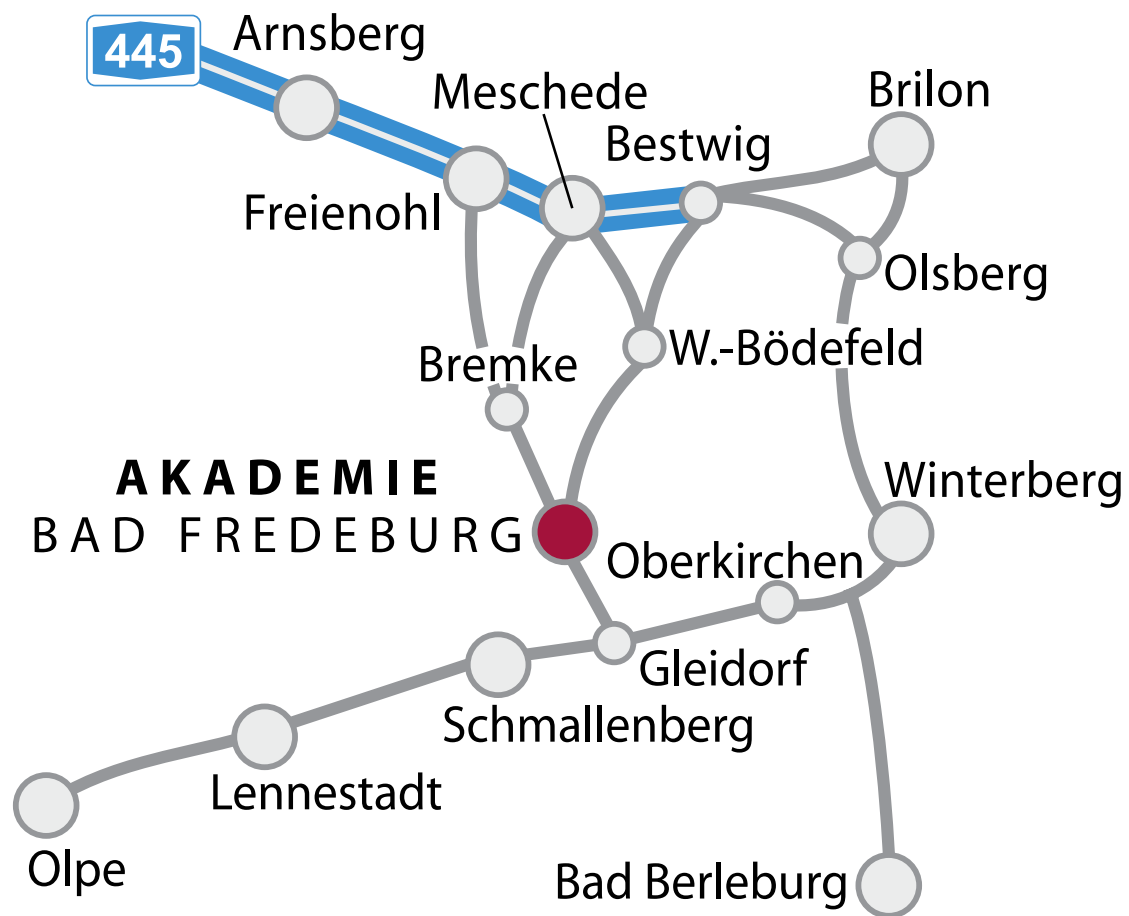 445
Arnsberg
Meschede
Brilon
Bestwig
Freienohl
Olsberg
W.-Bödefeld
Bremke
AKADEMIE
BAD FREDEBURG
Winterberg
Oberkirchen
Gleidorf
Schmallenberg
Lennestadt
Olpe
Bad Berleburg